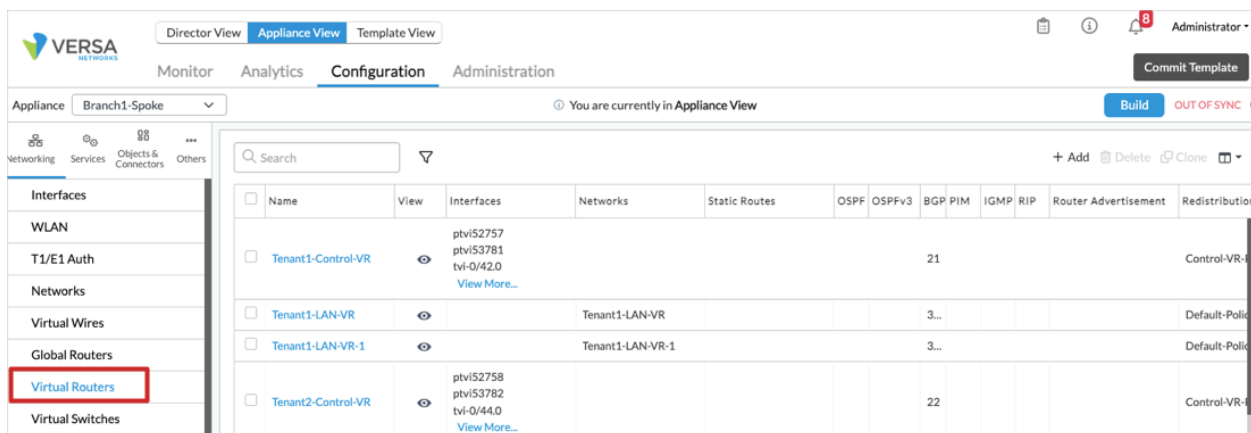 VERSA
NETWORKS
Director View Appliance View Template View
8
Administrator
Monitor Analytics Configuration Administration
Commit Template
Appliance Branch1-Spoke
You are currently in Appliance View
Build OUT OF SYNC
Networking Services Objects & Connectors Others
Search
+ Add Delete Clone
Interfaces
WLAN
T1/E1 Auth
Networks
Virtual Wires
Global Routers
Virtual Routers
Virtual Switches
Name View Interfaces Networks Static Routes OSPF OSPFv3 BGP PIM IGMP RIP Router Advertisement Redistribution
Tenant1-Control-VR
ptvi52757
ptvi53781
tvi-0/42.0
View More...
21
Control-VR-
Tenant1-LAN-VR Tenant1-LAN-VR 3... Default-Polic
Tenant1-LAN-VR-1 Tenant1-LAN-VR-1 3... Default-Polic
Tenant2-Control-VR
ptvi52758
ptvi53782
tvi-0/44.0
View More...
22
Control-VR-